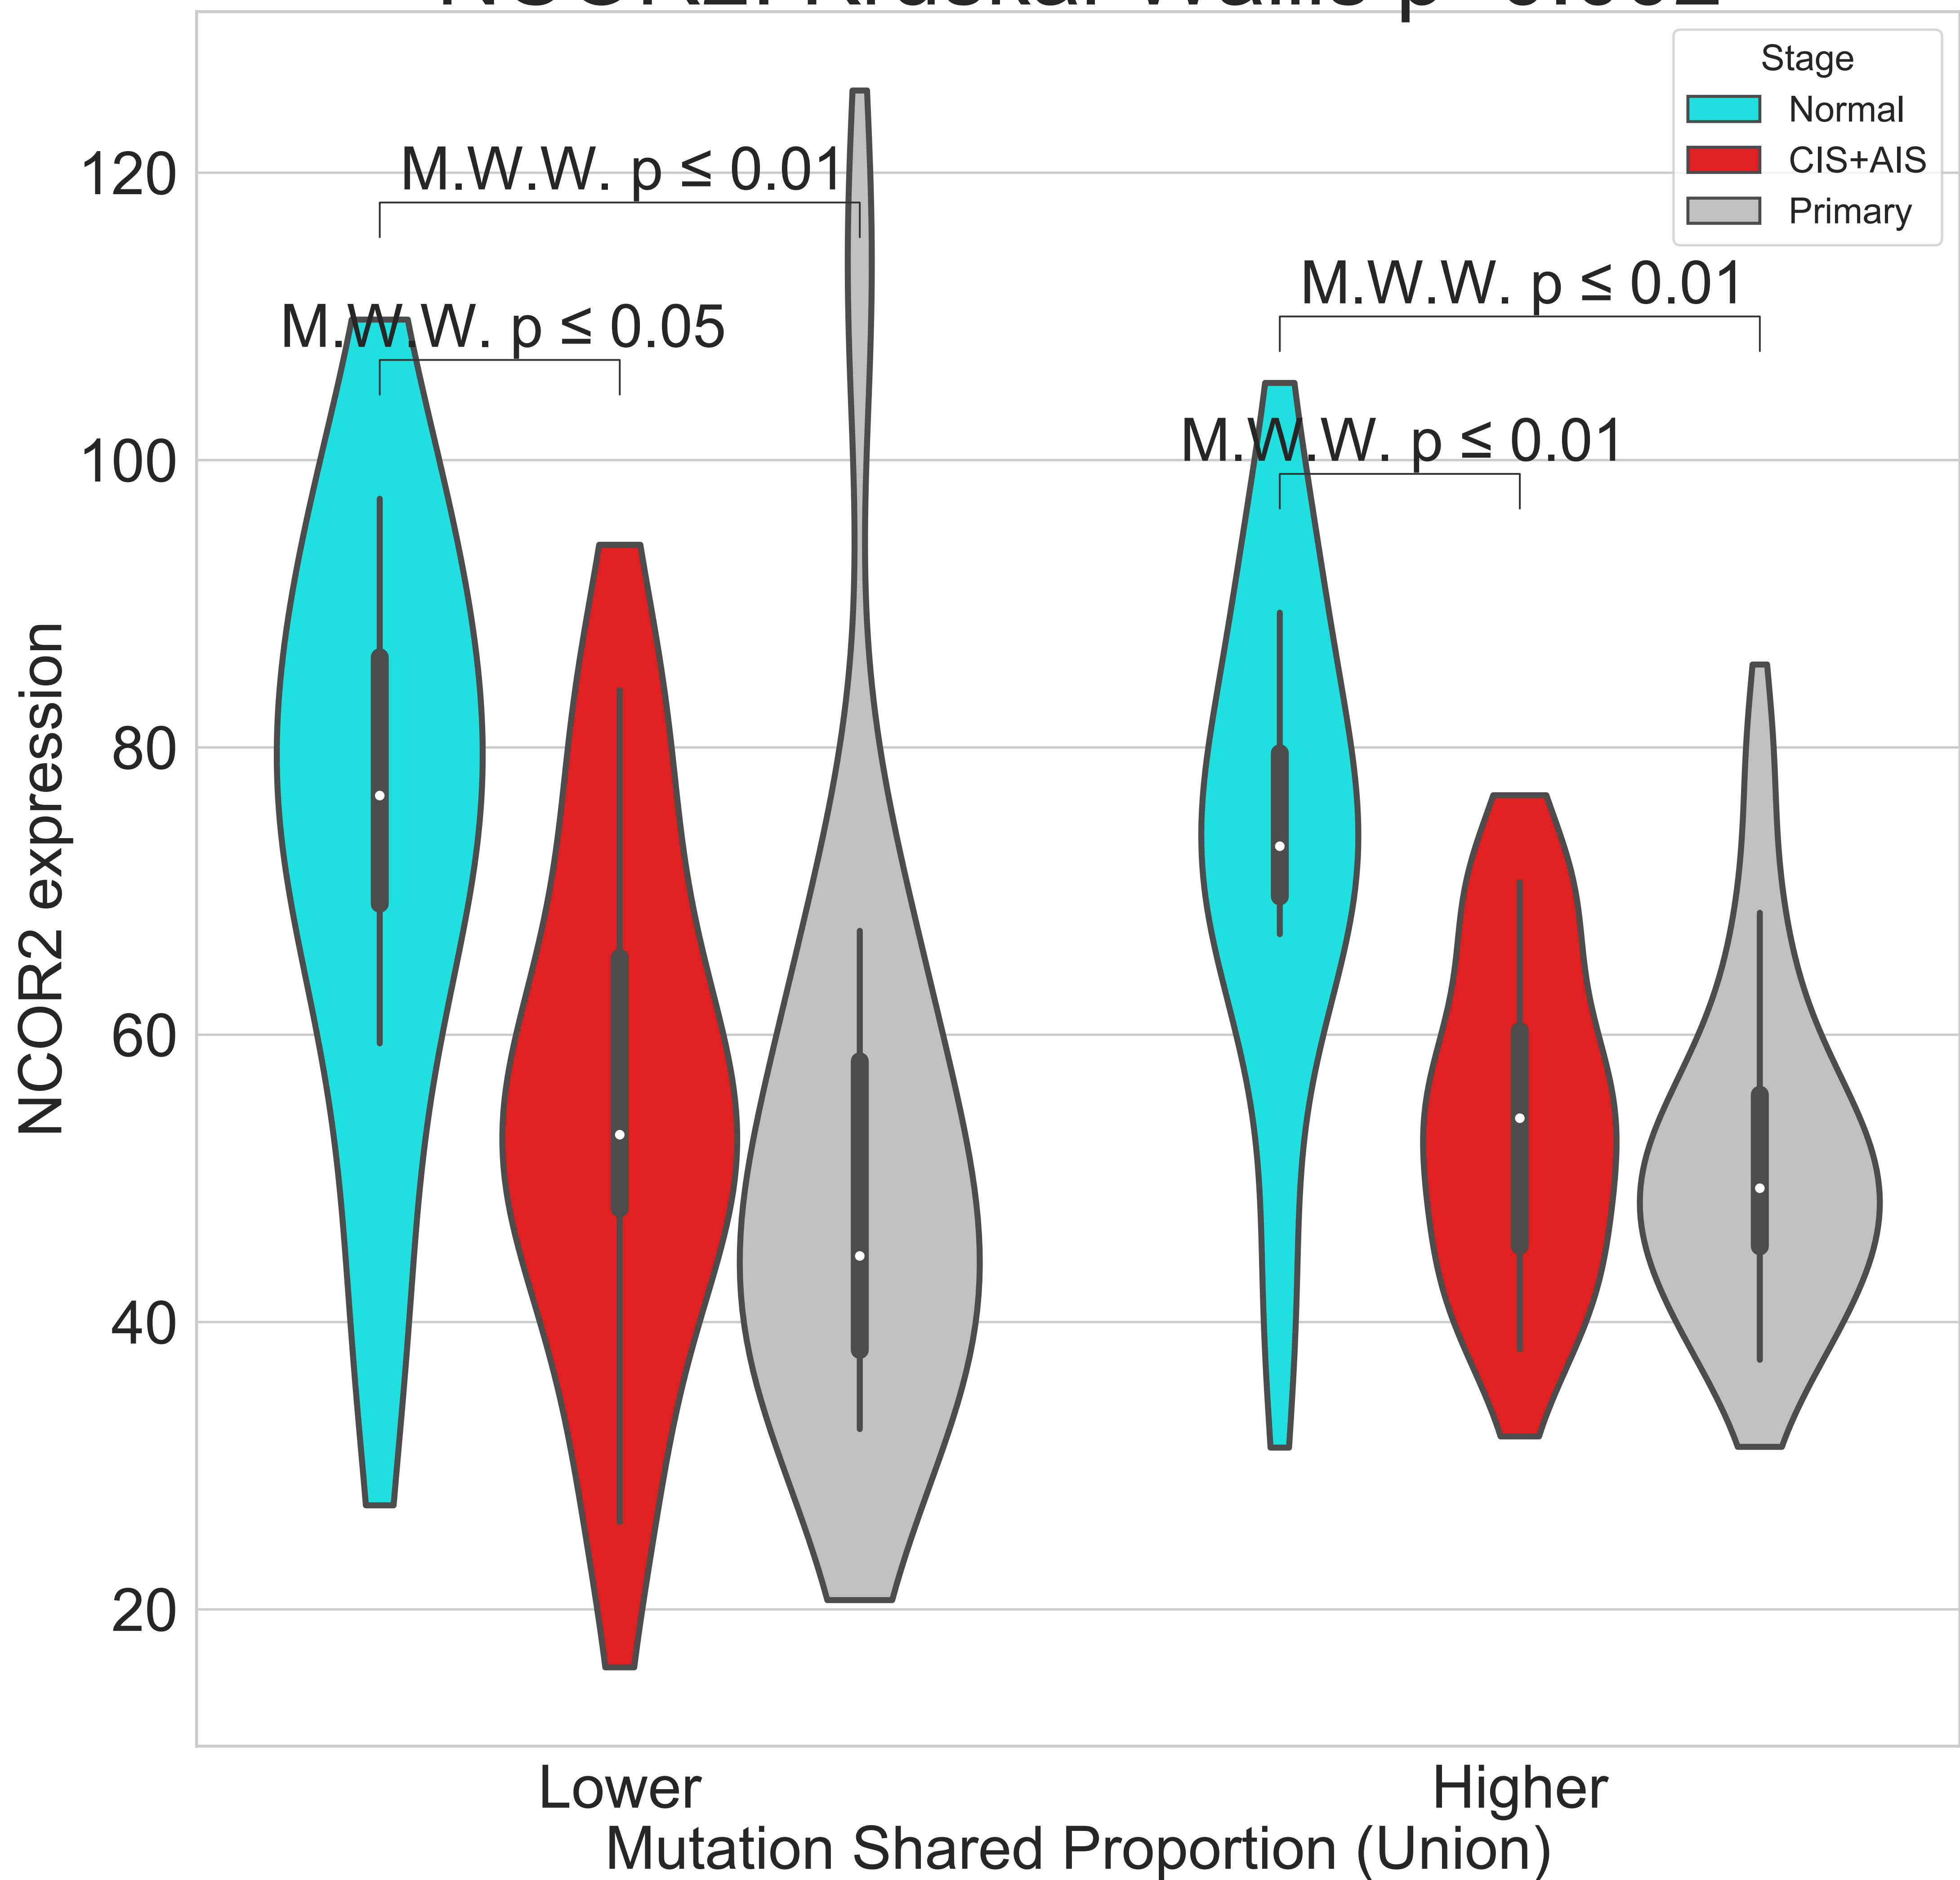 Stage
Normal
CIS+AIS
Primary
M.W.W. p ≤ 0.01
M.W.W. p ≤ 0.05
M.W.W. p ≤ 0.01
M.W.W. p ≤ 0.01
120
100
80
60
40
20
NCOR2 expression
Lower
Higher
Mutation Shared Proportion (Union)